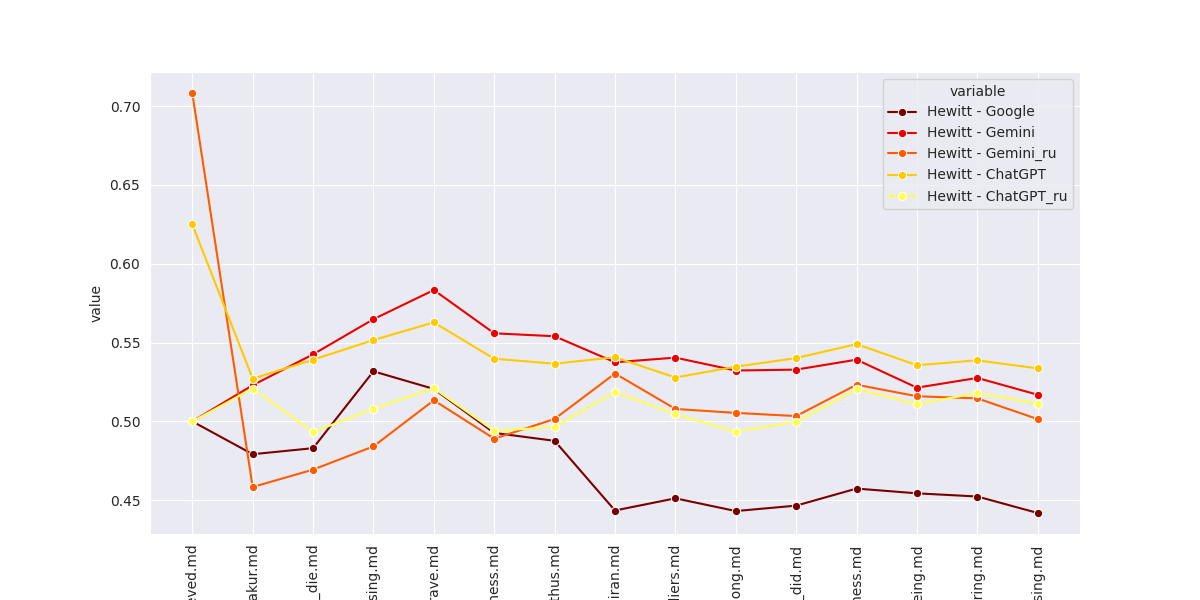 variable
Hewitt - Google
Hewitt - Gemini
Hewitt - Gemini_ru
Hewitt - ChatGPT
Hewitt - ChatGPT_ru
value
0.70
0.65
0.60
0.55
0.50
0.45
eved.md
akur.md
_die.md
sing.md
rave.md
ness.md
thus.md
iran.md
liers.md
ong.md
_did.md
ness.md
eing.md
ring.md
sing.md